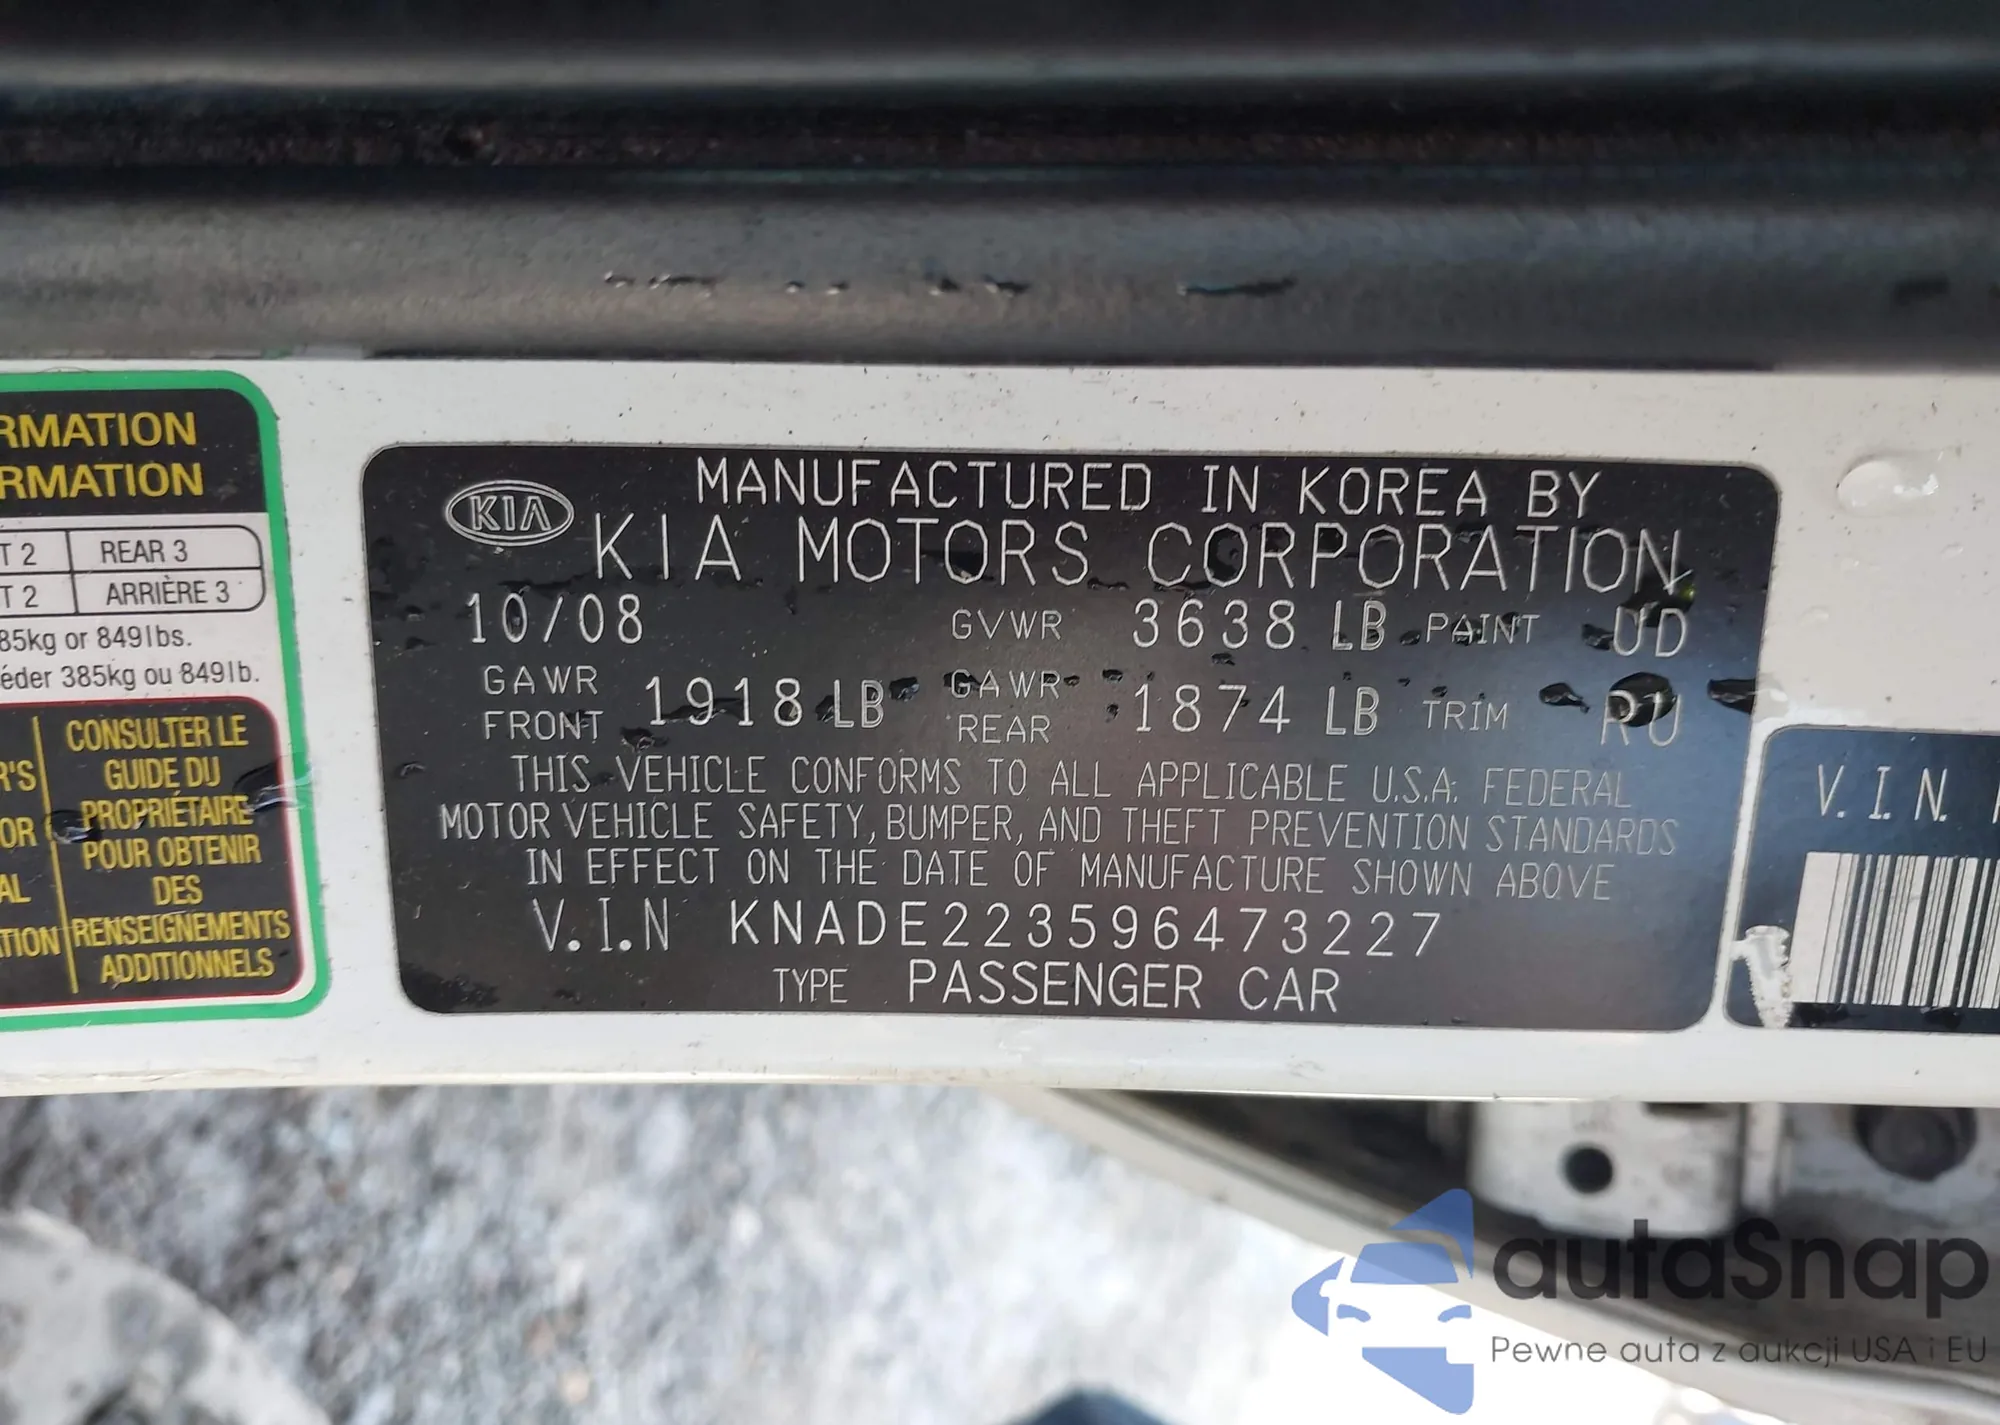 RMATION
RMATION
T 2 REAR 3
T 2 ARRIÈRE 3
85kg or 849lbs.
éder 385kg ou 849lb.
R'S
OR
AL
TION
CONSULTER LE
GUIDE DU
PROPRIÉTAIRE
POUR OBTENIR
DES
RENSEIGNEMENTS
ADDITIONNELS
KIA
MANUFACTURED IN KOREA BY
KIA MOTORS CORPORATION
10/08 GVWR 3638 LB PAINT UD
GAWR FRONT 1918 LB GAWR REAR 1874 LB TRIM RU
THIS VEHICLE CONFORMS TO ALL APPLICABLE U.S.A. FEDERAL
MOTOR VEHICLE SAFETY, BUMPER, AND THEFT PREVENTION STANDARDS
IN EFFECT ON THE DATE OF MANUFACTURE SHOWN ABOVE
V.I.N KNADE223596473227
TYPE PASSENGER CAR
V.I.N.
autaSnap
Pewne auta z aukcji USA i EU